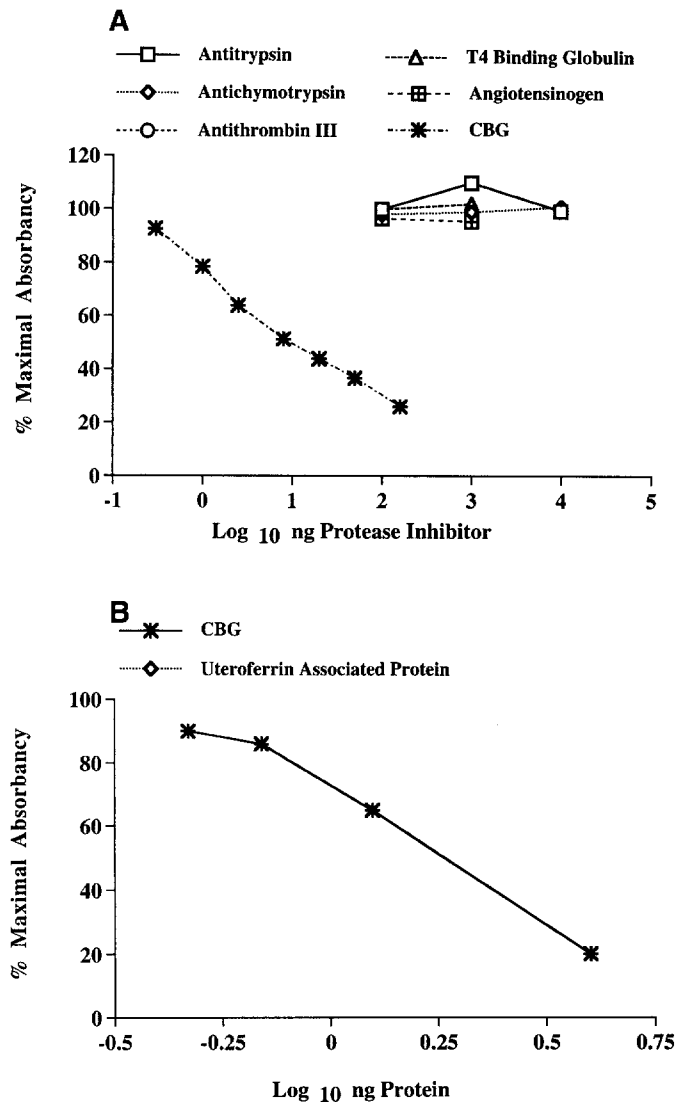 A
Antitrypsin
T4 Binding Globulin
Antichymotrypsin
Angiotensinogen
Antithrombin III
CBG
% Maximal Absorbancy
120
100
80
60
40
20
0
-1 0 1 2 3 4 5
Log 10 ng Protease Inhibitor
B
CBG
Uteroferrin Associated Protein
% Maximal Absorbancy
100
80
60
40
20
0
-0.5 -0.25 0 0.25 0.5 0.75
Log 10 ng Protein